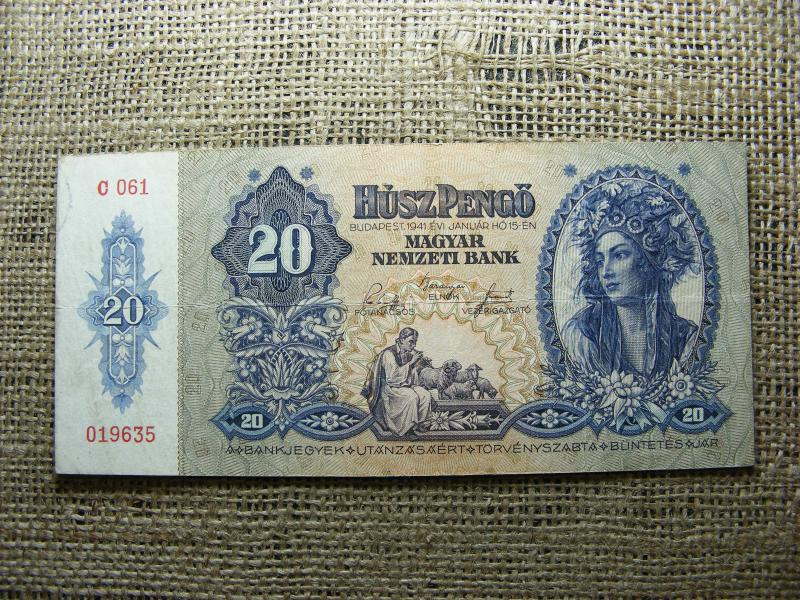 C 061
20
019635
20
HÚSZ PENGŐ
BUDAPEST, 1941. ÉVI JANUÁR HÓ 15-ÉN
MAGYAR
NEMZETI BANK
ELNÖK
FŐTANÁCSOS
VEZÉRIGAZGATÓ
20
20
A BANKJEGYEK UTÁNZÁSÁÉRT TÖRVÉNYSZABTA BÜNTETÉS JÁR